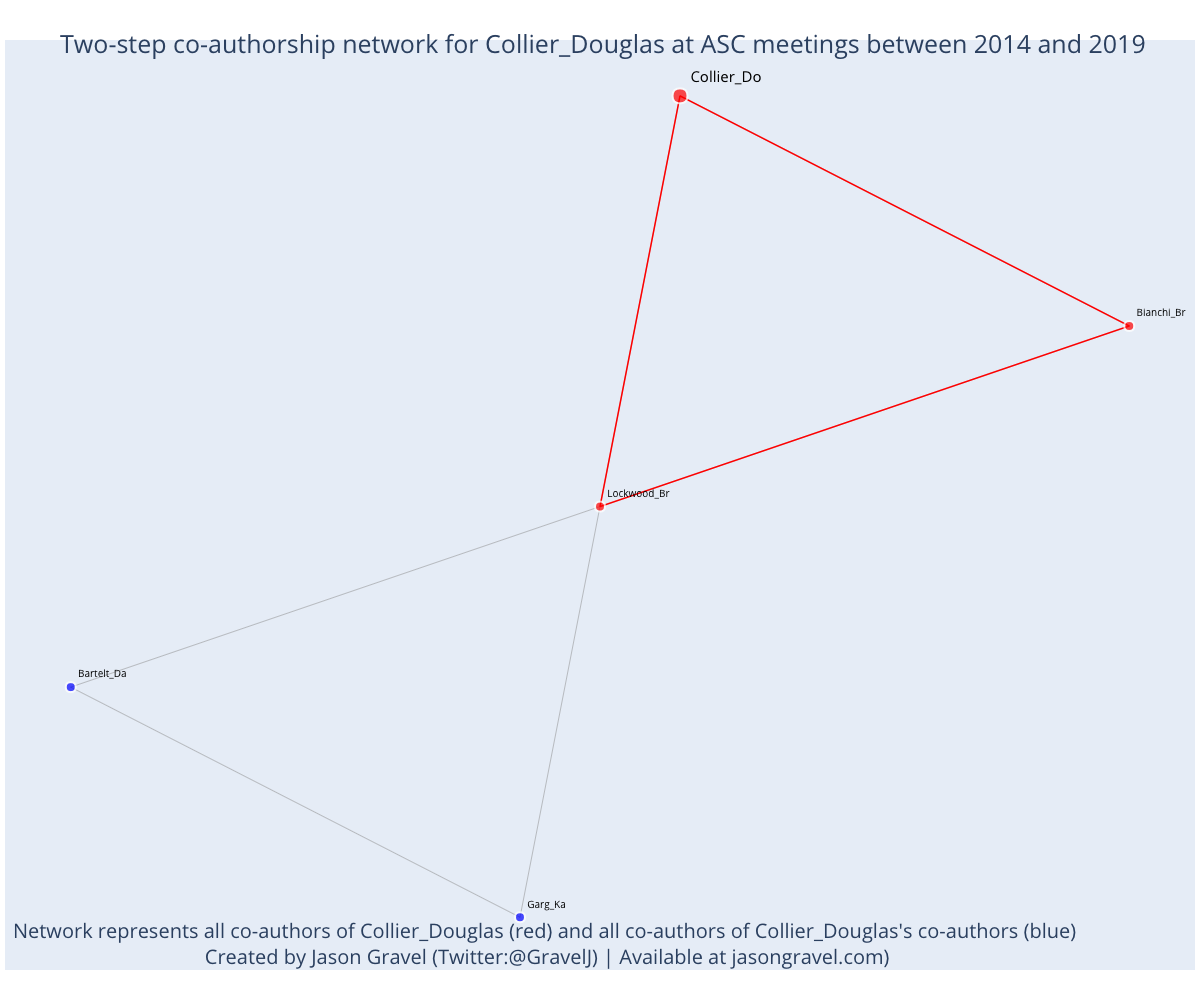 Two-step co-authorship network for Collier_Douglas at ASC meetings between 2014 and 2019
Collier_Do
Bianchi_Br
Lockwood_Br
Bartelt_Da
Garg_Ka
Network represents all co-authors of Collier_Douglas (red) and all co-authors of Collier_Douglas's co-authors (blue)
Created by Jason Gravel (Twitter:@GravelJ) | Available at jasongravel.com)